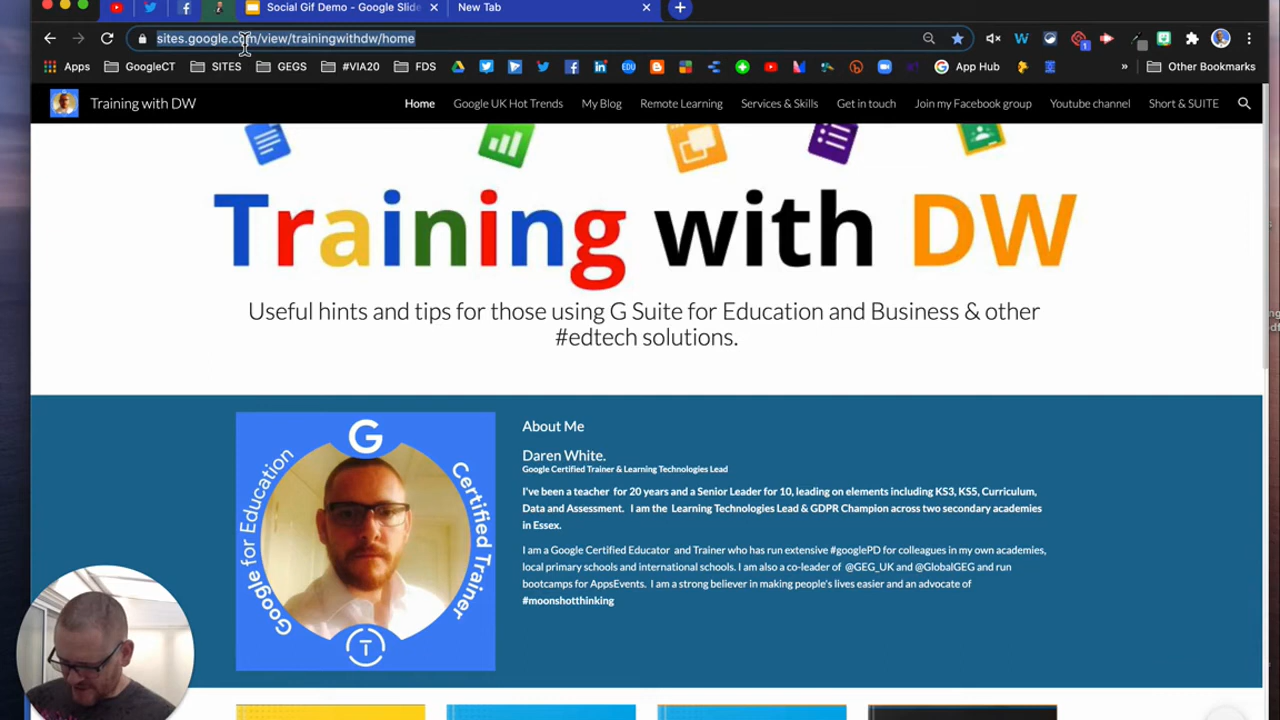 Social Gif Demo - Google Slide
New Tab
sites.google.com/view/trainingwithdw/home
Apps GoogleCT SITES GEGS #VIA20 FDS App Hub Other Bookmarks
Training with DW
Home Google UK Hot Trends My Blog Remote Learning Services & Skills Get in touch Join my Facebook group Youtube channel Short & SUITE
Training with DW
Useful hints and tips for those using G Suite for Education and Business & other
#edtech solutions.
G
Google for Education
Certified Trainer
T
About Me
Daren White.
Google Certified Trainer & Learning Technologies Lead
I've been a teacher for 20 years and a Senior Leader for 10, leading on elements including KS3, KS5, Curriculum,
Data and Assessment. I am the Learning Technologies Lead & GDPR Champion across two secondary academies
in Essex.
I am a Google Certified Educator and Trainer who has run extensive #googlePD for colleagues in my own academies,
local primary schools and international schools. I am also a co-leader of @GEG_UK and @GlobalGEG and run
bootcamps for AppsEvents. I am a strong believer in making people's lives easier and an advocate of
#moonshotthinking